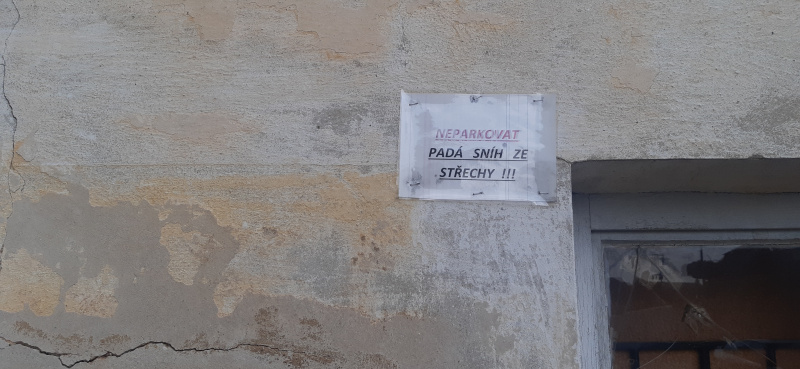 NEPARKOVAT
PADÁ SNÍH ZE
STŘECHY !!!